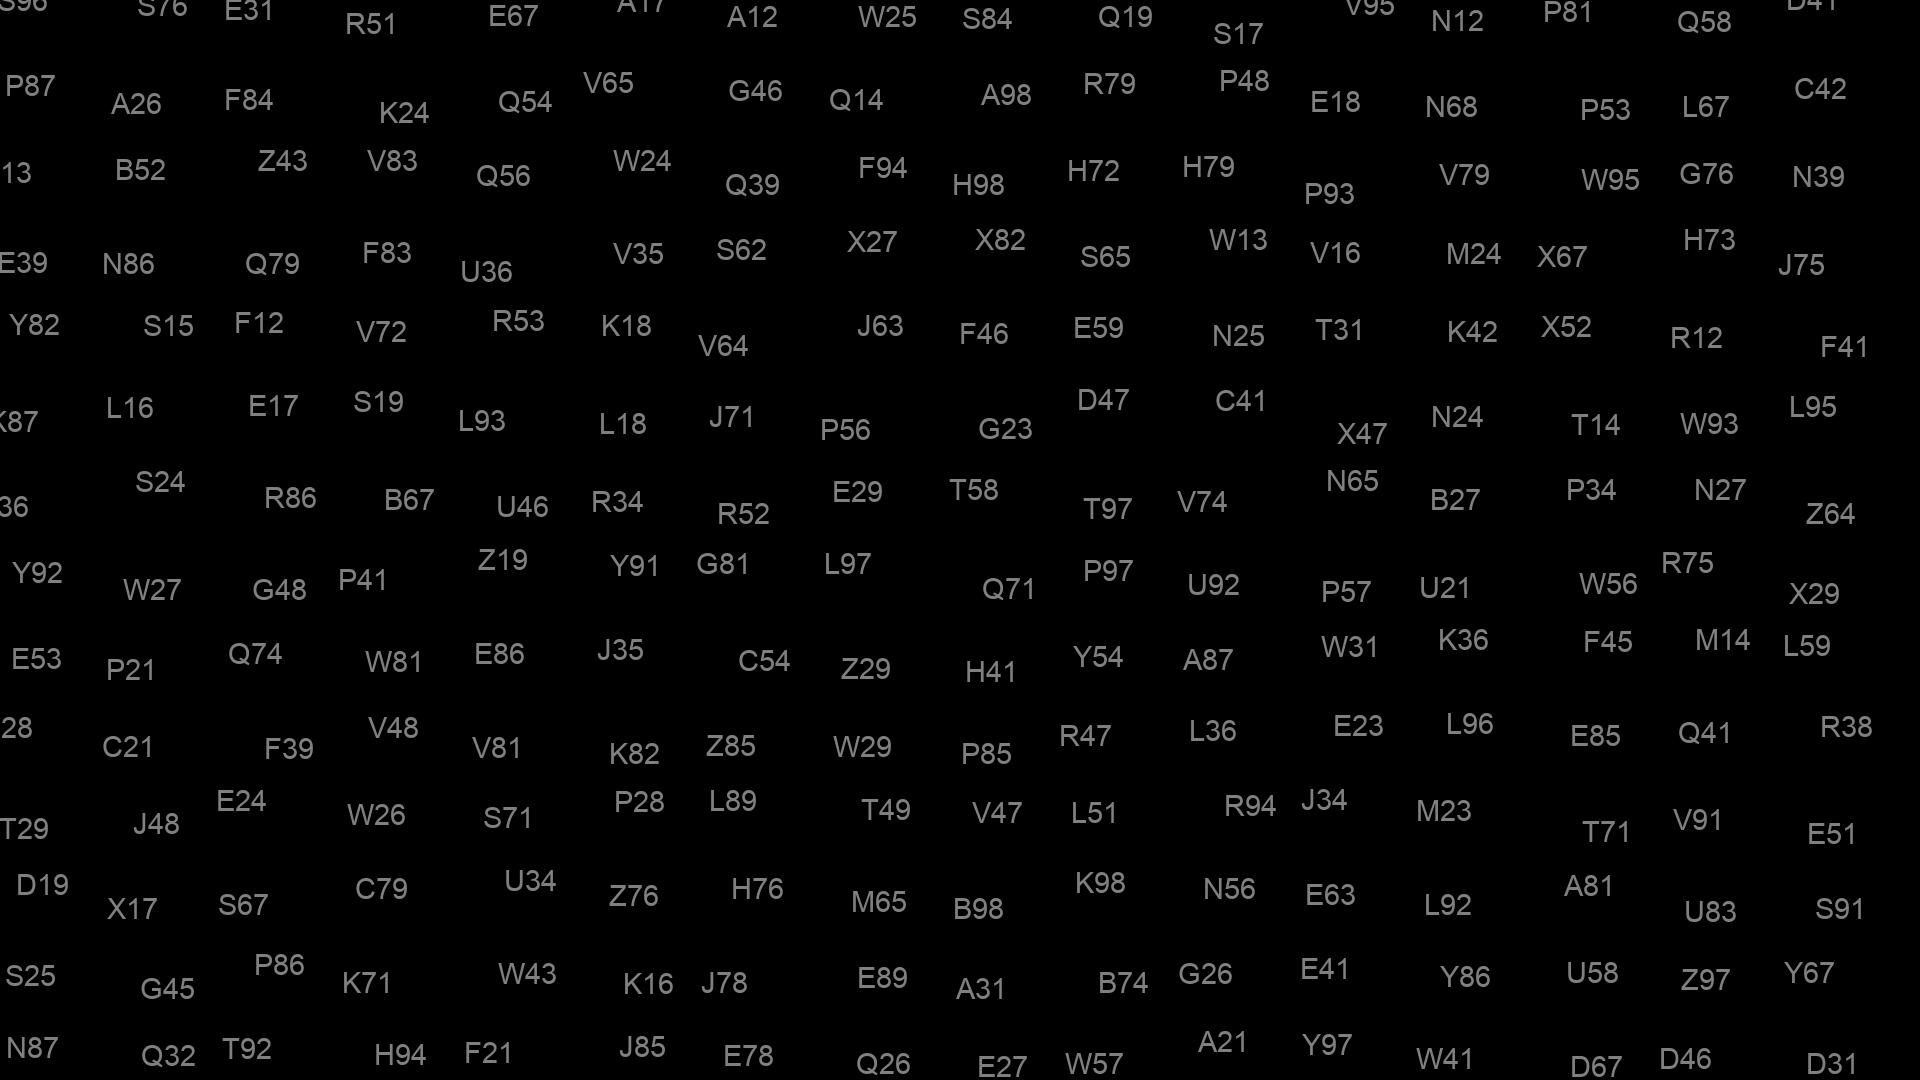 S96 S76 E31 R51 E67 A17 A12 W25 S84 Q19 S17 V95 N12 P81 Q58 D41
P87 A26 F84 K24 Q54 V65 G46 Q14 A98 R79 P48 E18 N68 P53 L67 C42
13 B52 Z43 V83 Q56 W24 Q39 F94 H98 H72 H79 P93 V79 W95 G76 N39
E39 N86 Q79 F83 U36 V35 S62 X27 X82 S65 W13 V16 M24 X67 H73 J75
Y82 S15 F12 V72 R53 K18 V64 J63 F46 E59 N25 T31 K42 X52 R12 F41
K87 L16 E17 S19 L93 L18 J71 P56 G23 D47 C41 X47 N24 T14 W93 L95
36 S24 R86 B67 U46 R34 R52 E29 T58 T97 V74 N65 B27 P34 N27 Z64
Y92 W27 G48 P41 Z19 Y91 G81 L97 Q71 P97 U92 P57 U21 W56 R75 X29
E53 P21 Q74 W81 E86 J35 C54 Z29 H41 Y54 A87 W31 K36 F45 M14 L59
28 C21 F39 V48 V81 K82 Z85 W29 P85 R47 L36 E23 L96 E85 Q41 R38
T29 J48 E24 W26 S71 P28 L89 T49 V47 L51 R94 J34 M23 T71 V91 E51
D19 X17 S67 C79 U34 Z76 H76 M65 B98 K98 N56 E63 L92 A81 U83 S91
S25 G45 P86 K71 W43 K16 J78 E89 A31 B74 G26 E41 Y86 U58 Z97 Y67
N87 Q32 T92 H94 F21 J85 E78 Q26 E27 W57 A21 Y97 W41 D67 D46 D31